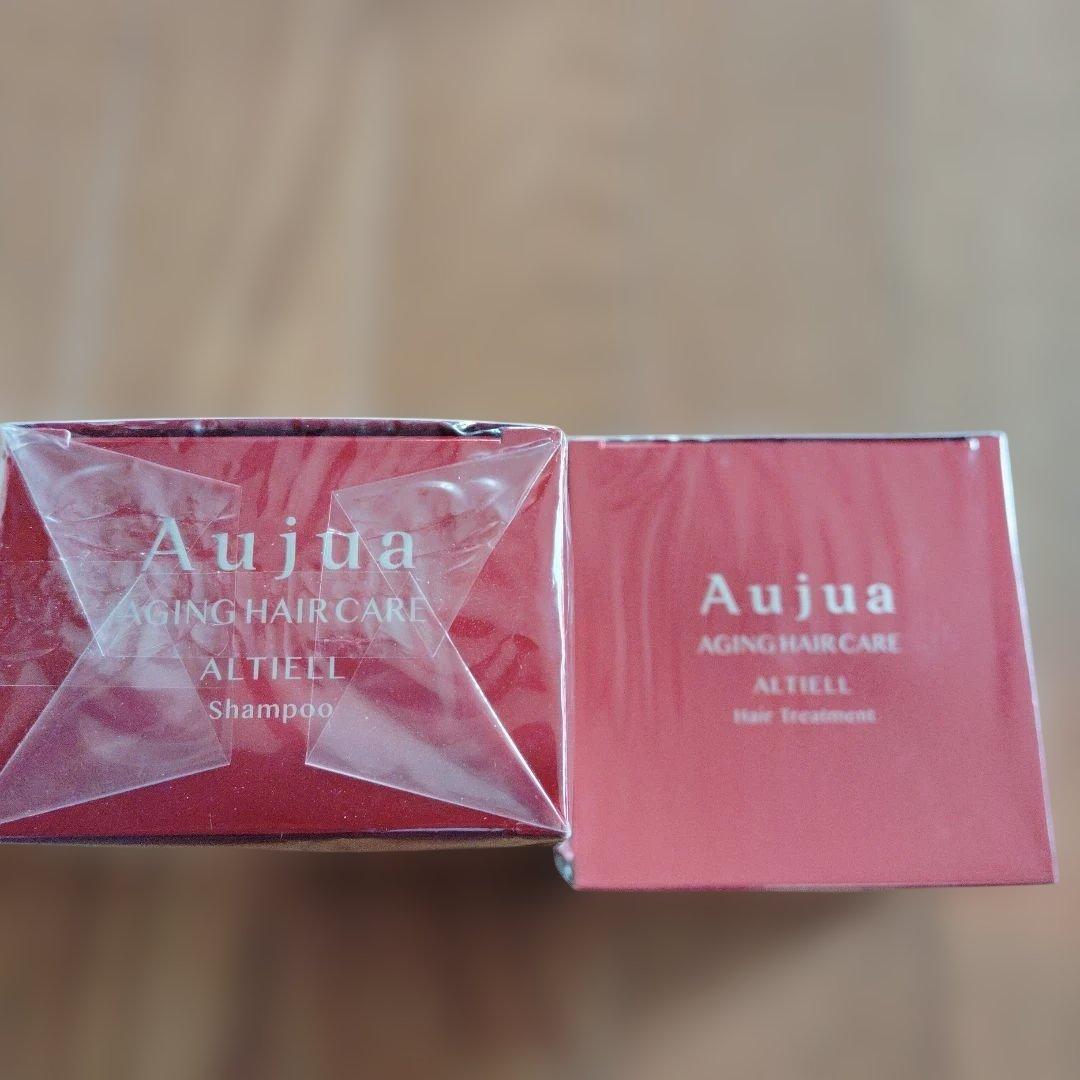 Aujua
AGING HAIR CARE
ALTIELL
Shampoo
Aujua
AGING HAIR CARE
ALTIELL
Hair Treatment